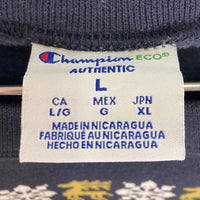 Champion ECO
AUTHENTIC
L
CA MEX JPN
L/G G XL
MADE IN NICARAGUA
FABRIQUÉ AU NICARAGUA
HECHO EN NICARAGUA